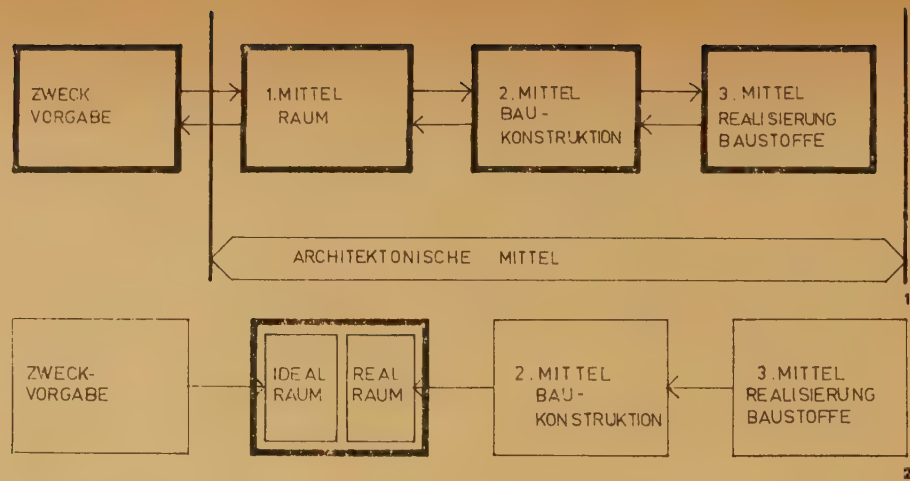 ZWECK
VORGABE
1. MITTEL
RAUM
2. MITTEL
BAU-
KONSTRUKTION
3. MITTEL
REALISIERUNG
BAUSTOFFE
ARCHITEKTONISCHE MITTEL
1
ZWECK-
VORGABE
IDEAL
RAUM
REAL
RAUM
2. MITTEL
BAU-
KONSTRUKTION
3. MITTEL
REALISIERUNG
BAUSTOFFE
2